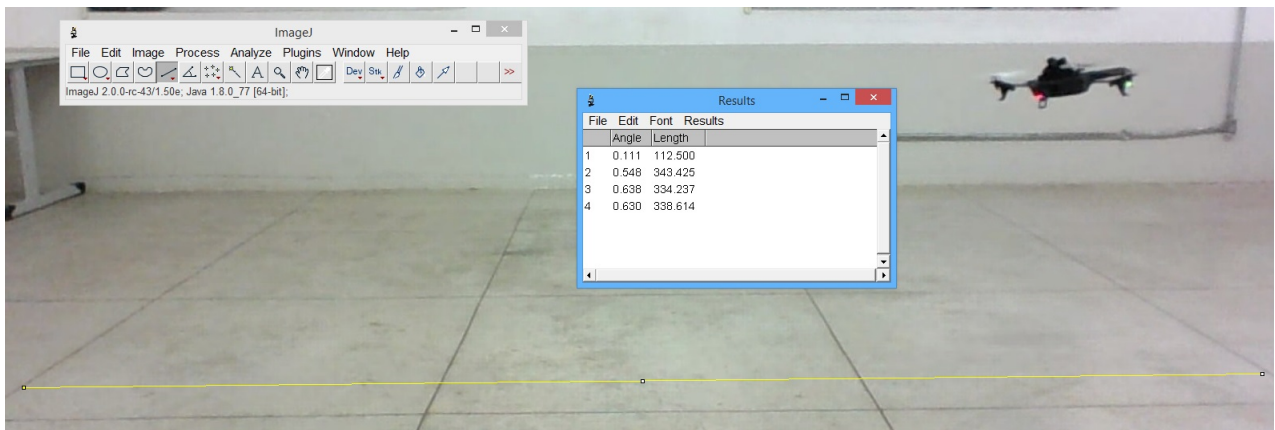 ImageJ
File Edit Image Process Analyze Plugins Window Help
A Dev Stk >>
ImageJ 2.0.0-rc-43/1.50e; Java 1.8.0_77 [64-bit];
Results
File Edit Font Results
Angle Length
1 0.111 112.500
2 0.548 343.425
3 0.638 334.237
4 0.630 338.614